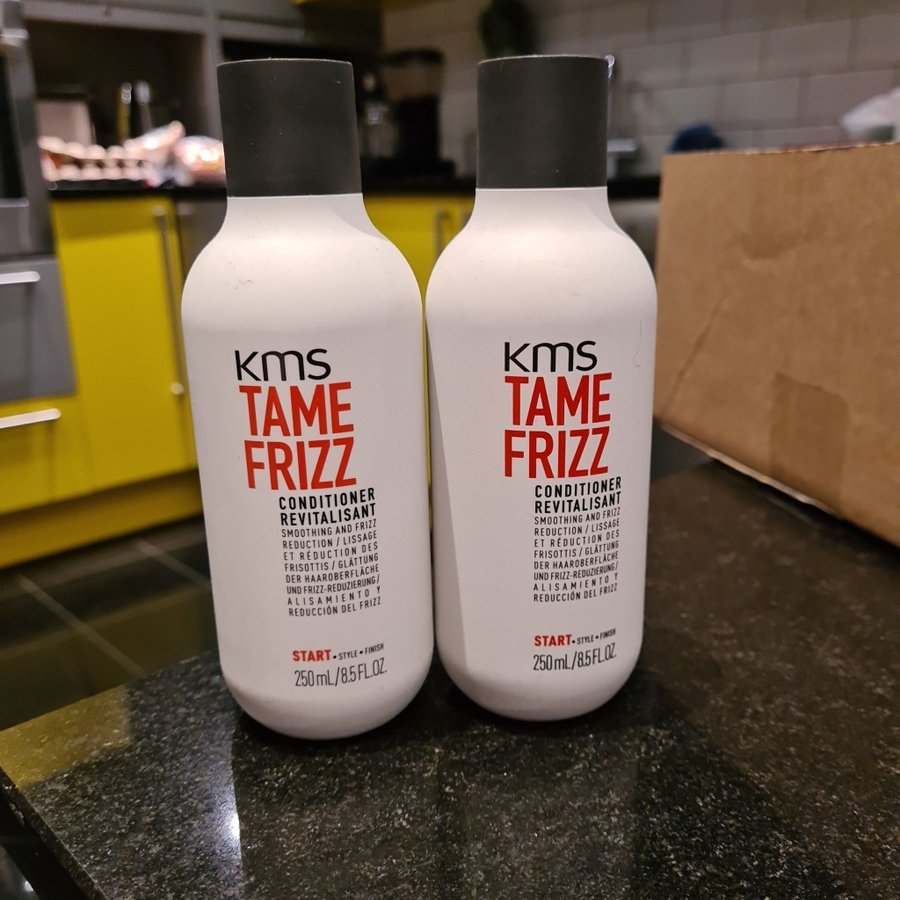 KMS
TAME
FRIZZ
CONDITIONER
REVITALISANT
SMOOTHING AND FRIZZ
REDUCTION / LISSAGE
ET RÉDUCTION DES
FRISOTTIS / GLÄTTUNG
DER HAAROBERFLÄCHE
UND FRIZZ-REDUZIERUNG/
ALISAMIENTO Y
REDUCCIÓN DEL FRIZZ
START • STYLE • FINISH
250 mL/8.5 FL.OZ.
KMS
TAME
FRIZZ
CONDITIONER
REVITALISANT
SMOOTHING AND FRIZZ
REDUCTION / LISSAGE
ET RÉDUCTION DES
FRISOTTIS / GLÄTTUNG
DER HAAROBERFLÄCHE
UND FRIZZ-REDUZIERUNG/
ALISAMIENTO Y
REDUCCIÓN DEL FRIZZ
START • STYLE • FINISH
250 mL/8.5 FL.OZ.